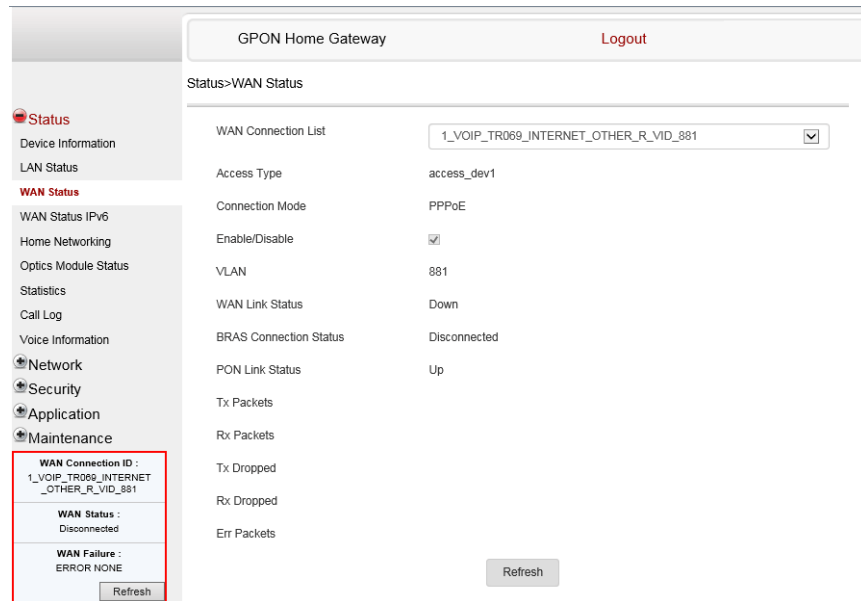 GPON Home Gateway
Logout
Status>WAN Status
Status
Device Information
LAN Status
WAN Status
WAN Status IPv6
Home Networking
Optics Module Status
Statistics
Call Log
Voice Information
Network
Security
Application
Maintenance
WAN Connection ID :
1_VOIP_TR069_INTERNET
_OTHER_R_VID_881
WAN Status :
Disconnected
WAN Failure :
ERROR NONE
Refresh
WAN Connection List 1_VOIP_TR069_INTERNET_OTHER_R_VID_881
Access Type access_dev1
Connection Mode PPPoE
Enable/Disable
VLAN 881
WAN Link Status Down
BRAS Connection Status Disconnected
PON Link Status Up
Tx Packets
Rx Packets
Tx Dropped
Rx Dropped
Err Packets
Refresh